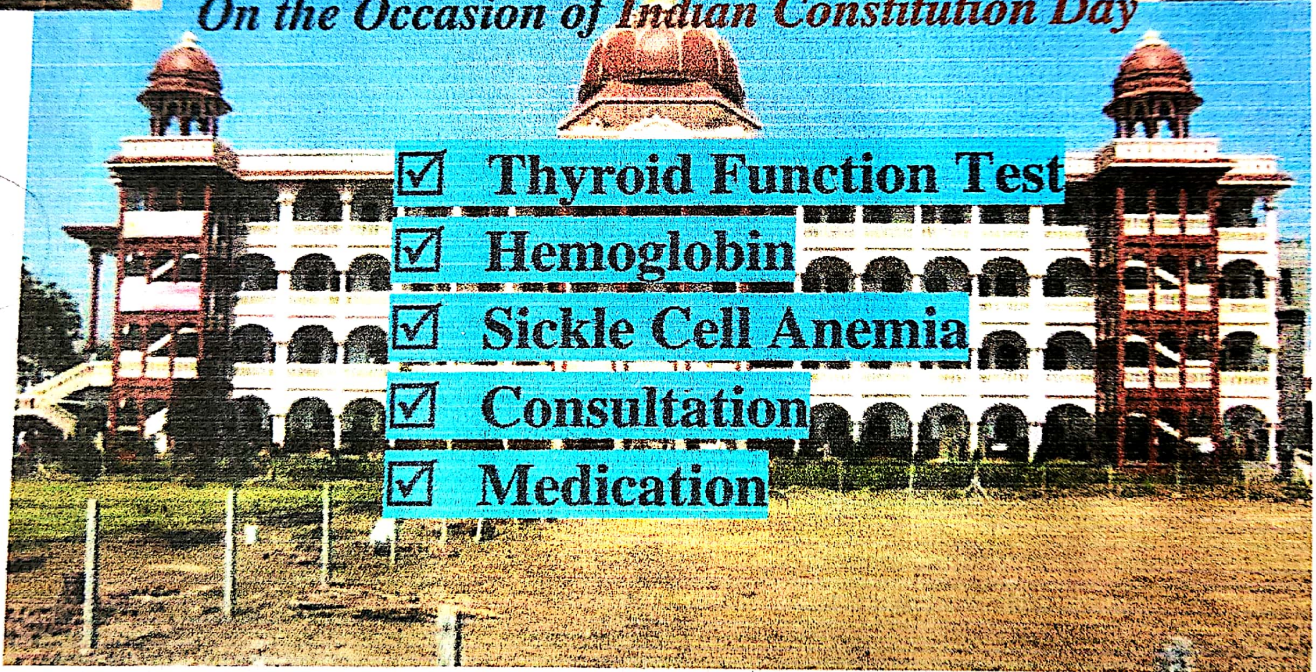 On the Occasion of Indian Constitution Day
☑ Thyroid Function Test
☑ Hemoglobin
☑ Sickle Cell Anemia
☑ Consultation
☑ Medication